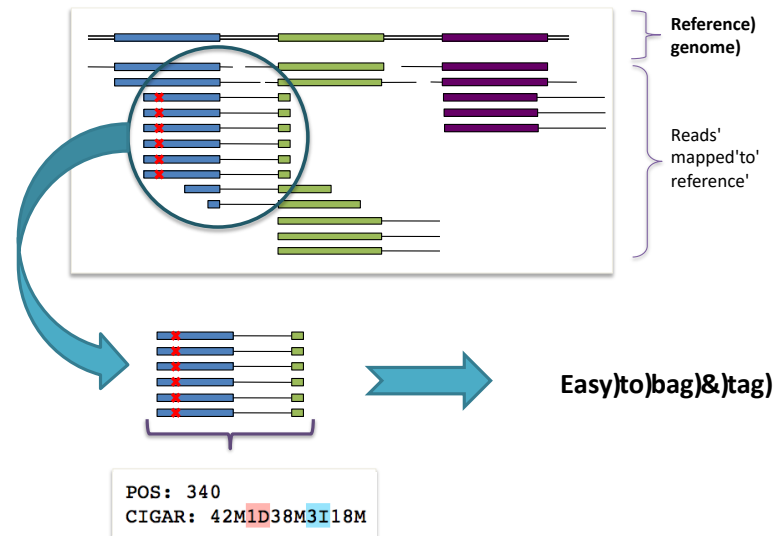 Reference)
genome)
Reads'
mapped'to'
reference'
Easy)to)bag)&)tag)
POS: 340
CIGAR: 42M1D38M3I18M